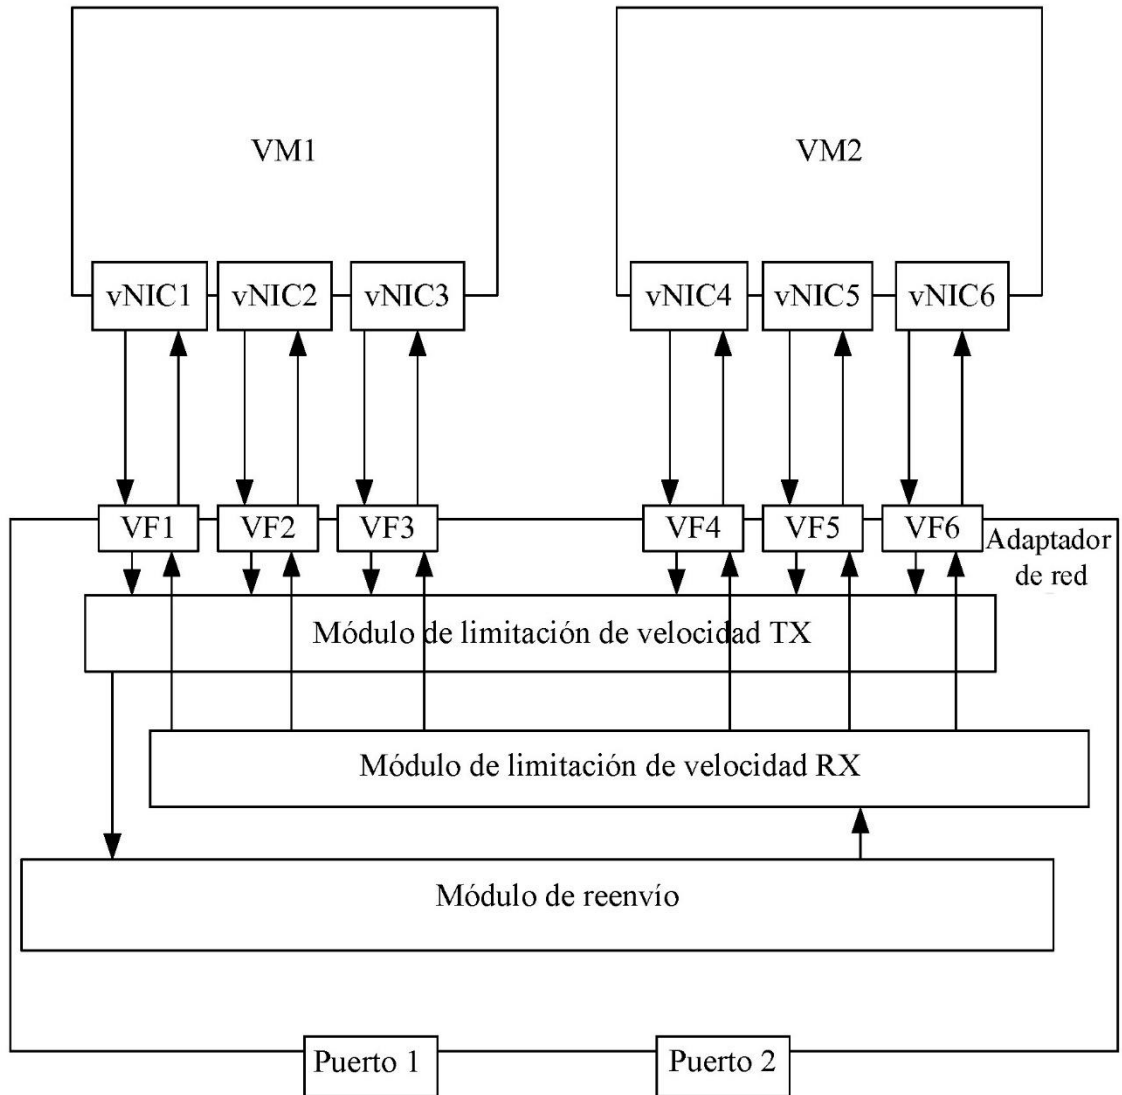 VM1
VM2
vNIC1
vNIC2
vNIC3
vNIC4
vNIC5
vNIC6
VF1
VF2
VF3
VF4
VF5
VF6
Adaptador
de red
Módulo de limitación de velocidad TX
Módulo de limitación de velocidad RX
Módulo de reenvío
Puerto 1
Puerto 2